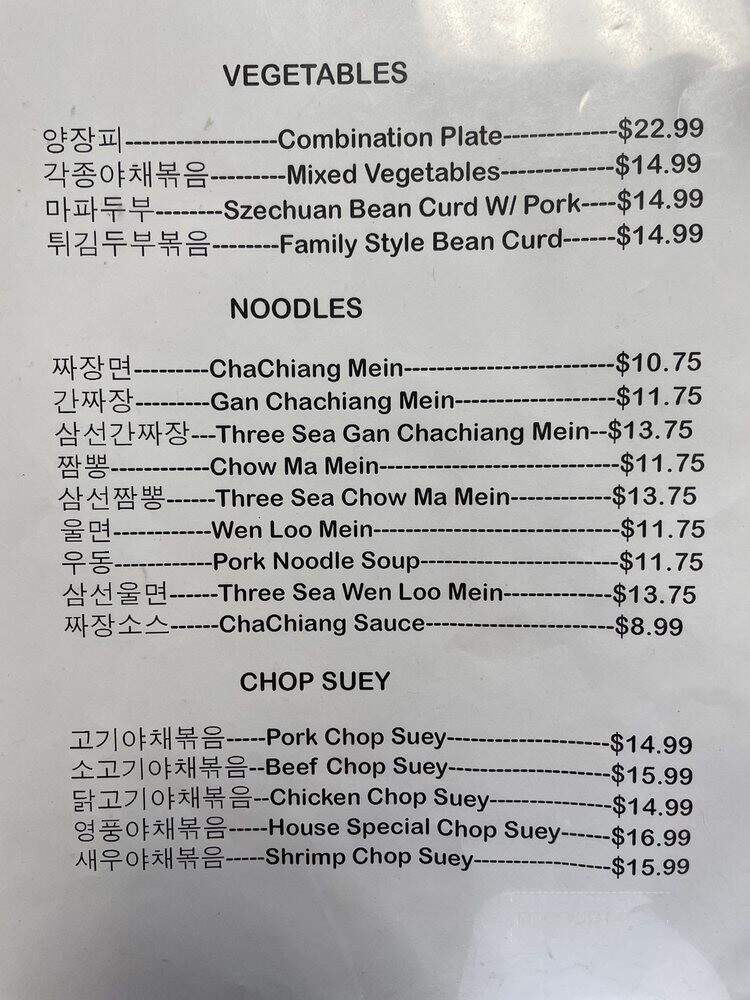 VEGETABLES
양장피-------------------Combination Plate--------------$22.99
각종야채볶음----------Mixed Vegetables--------------$14.99
마파두부--------Szechuan Bean Curd W/ Pork----$14.99
튀김두부볶음--------Family Style Bean Curd------$14.99
NOODLES
짜장면---------ChaChiang Mein--------------------------$10.75
간짜장---------Gan Chachiang Mein--------------------$11.75
삼선간짜장---Three Sea Gan Chachiang Mein--$13.75
짬뽕------------Chow Ma Mein------------------------------$11.75
삼선짬뽕------Three Sea Chow Ma Mein-------------$13.75
울면------------Wen Loo Mein-------------------------------$11.75
우동------------Pork Noodle Soup-------------------------$11.75
삼선울면------Three Sea Wen Loo Mein--------------$13.75
짜장소스------ChaChiang Sauce------------------------$8.99
CHOP SUEY
고기야채볶음-----Pork Chop Suey---------------------$14.99
소고기야채볶음--Beef Chop Suey---------------------$15.99
닭고기야채볶음--Chicken Chop Suey---------------$14.99
영풍야채볶음-----House Special Chop Suey------$16.99
새우야채볶음-----Shrimp Chop Suey-----------------$15.99